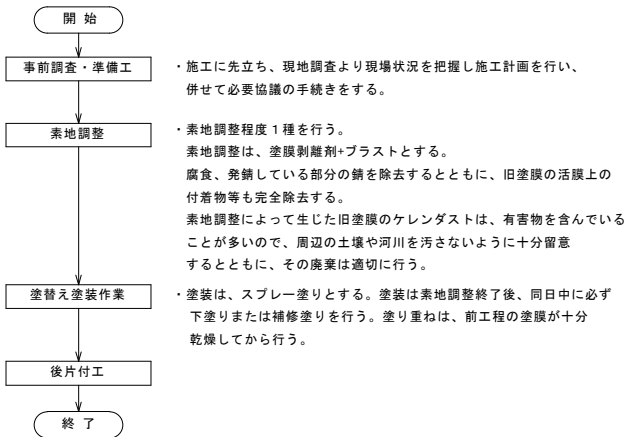 開 始
事前調査・準備工
・施工に先立ち、現地調査より現場状況を把握し施工計画を行い、
併せて必要協議の手続きをする。
素地調整
・素地調整程度１種を行う。
素地調整は、塗膜剥離剤+ブラストとする。
腐食、発錆している部分の錆を除去するとともに、旧塗膜の活膜上の
付着物等も完全除去する。
素地調整によって生じた旧塗膜のケレンダストは、有害物を含んでいる
ことが多いので、周辺の土壌や河川を汚さないように十分留意
するとともに、その廃棄は適切に行う。
塗替え塗装作業
・塗装は、スプレー塗りとする。塗装は素地調整終了後、同日中に必ず
下塗りまたは補修塗りを行う。塗り重ねは、前工程の塗膜が十分
乾燥してから行う。
後片付工
終 了